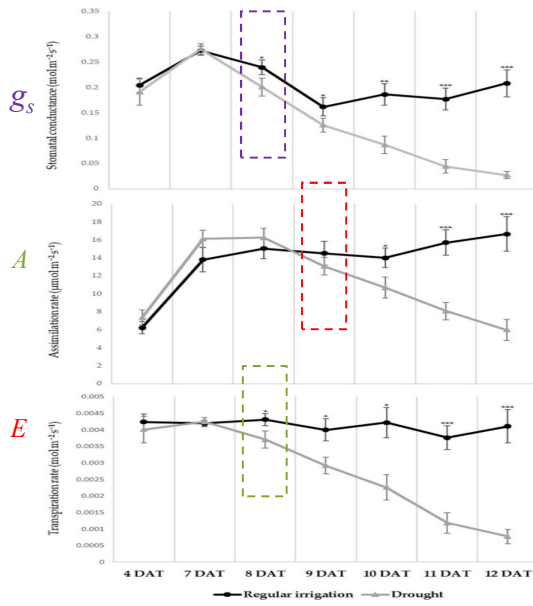 0.35
0.3
0.25
0.2
0.15
0.1
0.05
0
gs
Stomatal conductance (mol m⁻² s⁻¹)
* * ** *** ***
20
18
16
14
12
10
8
6
4
2
0
A
Assimilation rate (µmol m⁻² s⁻¹)
* *** ***
0.005
0.0045
0.004
0.0035
0.003
0.0025
0.002
0.0015
0.001
0.0005
0
E
Transpiration rate (mol m⁻² s⁻¹)
* * * *** ***
4 DAT 7 DAT 8 DAT 9 DAT 10 DAT 11 DAT 12 DAT
Regular irrigation Drought